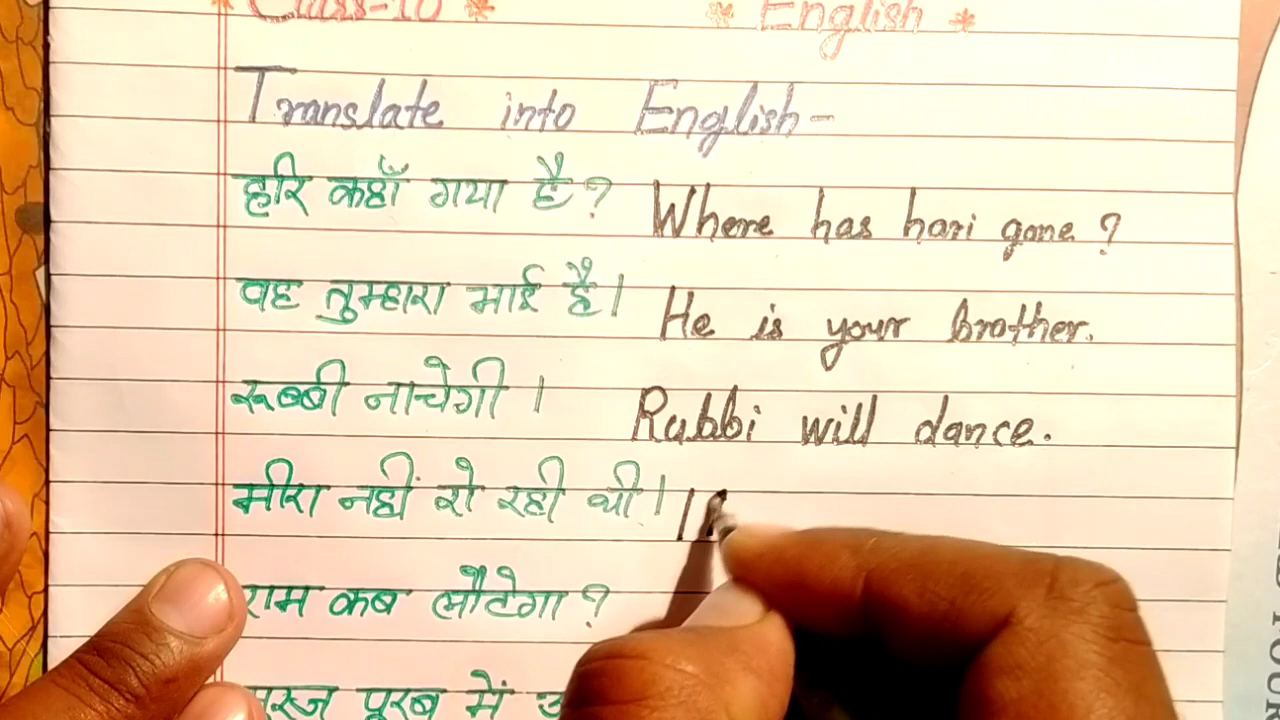 Class-10 English
Translate into English-
हरि कहाँ गया है? Where has hari gone?
वह तुम्हारा भाई है। He is your brother.
रूब्बी नाचेगी। Rubbi will dance.
मीरा नहीं रो रही थी।
राम कब लौटेगा?
पूरब में